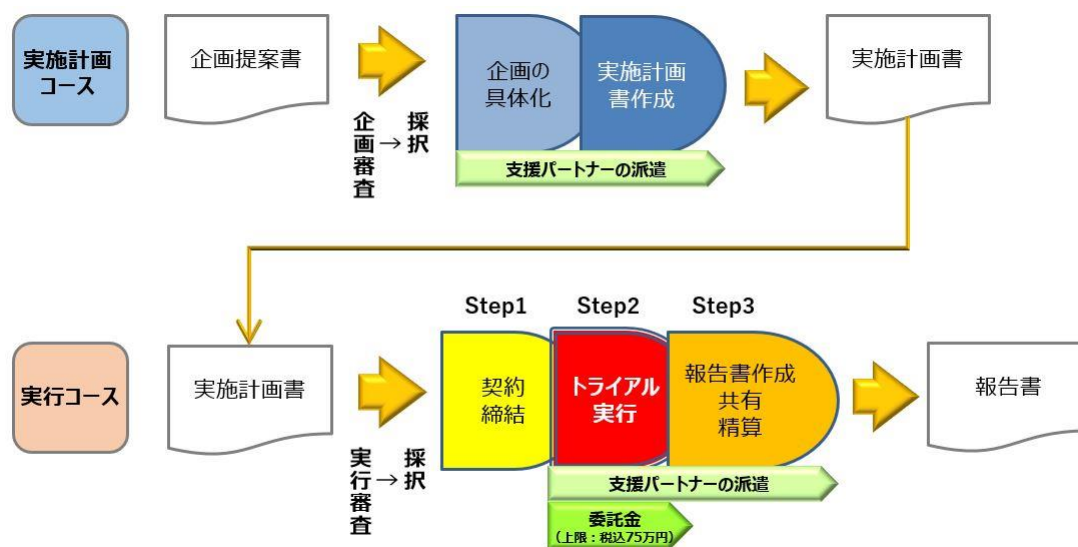 実施計画
コース
企画提案書
企画審査→採択
企画の
具体化
実施計画
書作成
支援パートナーの派遣
実施計画書
実行コース
実施計画書
実行審査→採択
Step1
契約
締結
Step2
トライアル
実行
Step3
報告書作成
共有
精算
支援パートナーの派遣
委託金
(上限：税込75万円)
報告書